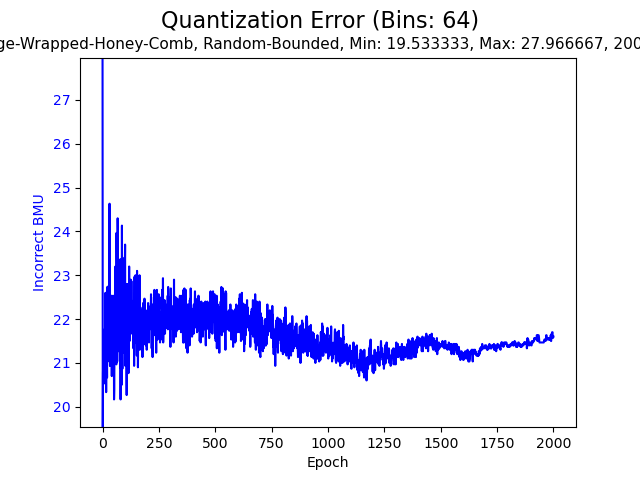 Quantization Error (Bins: 64)
ge-Wrapped-Honey-Comb, Random-Bounded, Min: 19.533333, Max: 27.966667, 200
27
26
25
24
23
22
21
20
Incorrect BMU
0 250 500 750 1000 1250 1500 1750 2000
Epoch